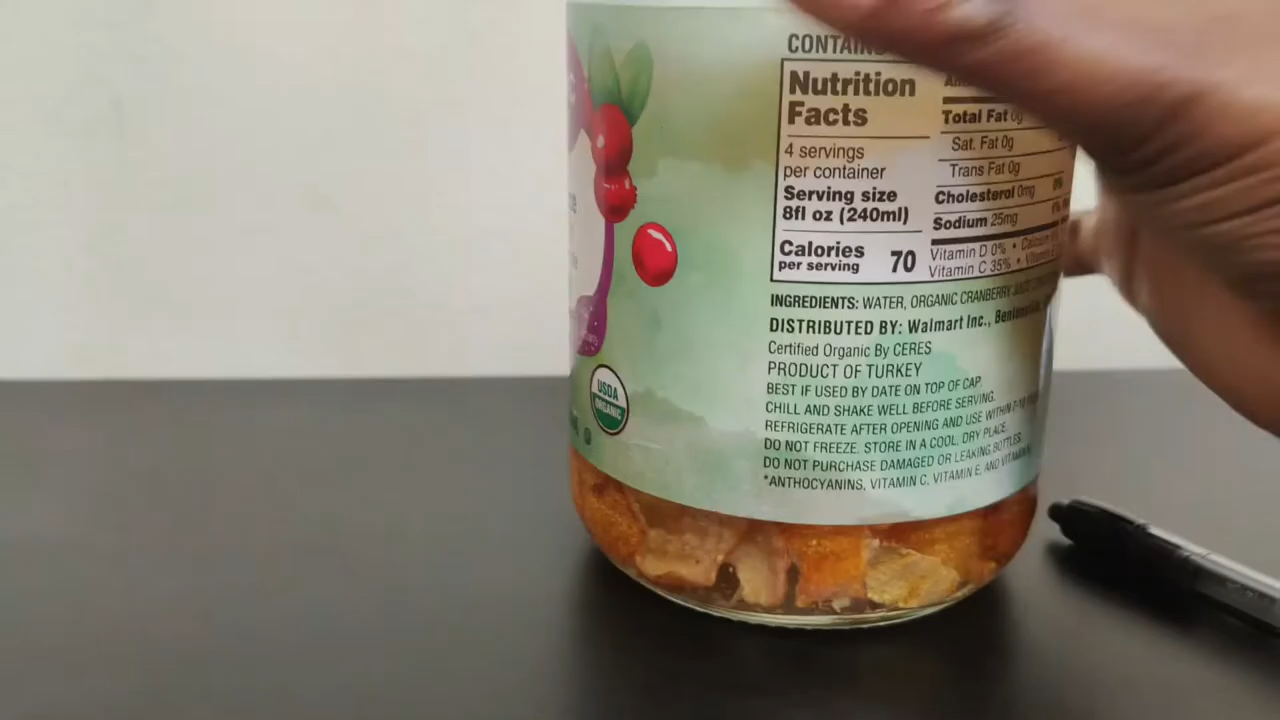 CONTAINS
Nutrition
Facts
4 servings
per container
Serving size
8fl oz (240ml)
Calories
per serving 70
Total Fat 0g
Sat. Fat 0g
Trans Fat 0g
Cholesterol 0mg 0%
Sodium 25mg
Vitamin D 0% •
Vitamin C 35% •
INGREDIENTS: WATER, ORGANIC CRANBERRY
DISTRIBUTED BY: Walmart Inc.,
Certified Organic By CERES
PRODUCT OF TURKEY
BEST IF USED BY DATE ON TOP OF CAP.
CHILL AND SHAKE WELL BEFORE SERVING.
REFRIGERATE AFTER OPENING AND USE WITHIN
DO NOT FREEZE. STORE IN A COOL, DRY PLACE.
DO NOT PURCHASE DAMAGED OR LEAKING BOTTLES.
*ANTHOCYANINS, VITAMIN C, VITAMIN E, AND
USDA
ORGANIC